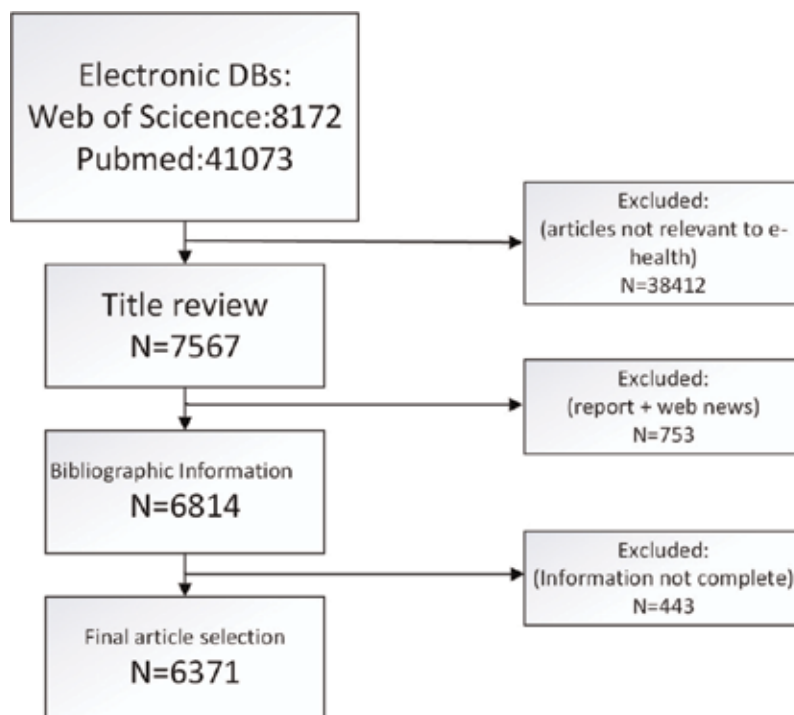 Electronic DBs:
Web of Scicence:8172
Pubmed:41073
Excluded:
(articles not relevant to e-
health)
N=38412
Title review
N=7567
Excluded:
(report + web news)
N=753
Bibliographic Information
N=6814
Excluded:
(Information not complete)
N=443
Final article selection
N=6371